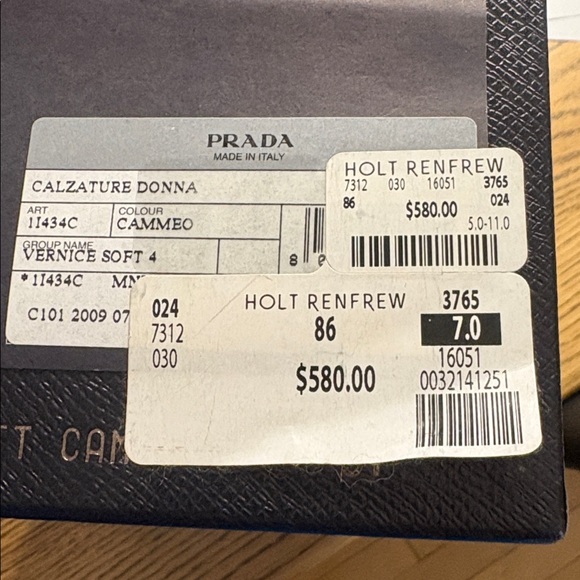 PRADA
MADE IN ITALY
CALZATURE DONNA
ART
1I434C
COLOUR
CAMMEO
GROUP NAME
VERNICE SOFT 4
8
*1I434C
C101 2009 07
HOLT RENFREW
7312 030 16051 3765
86 $580.00 024
5.0-11.0
024 HOLT RENFREW 3765
7312 86 7.0
030 16051
$580.00 0032141251
T CAM